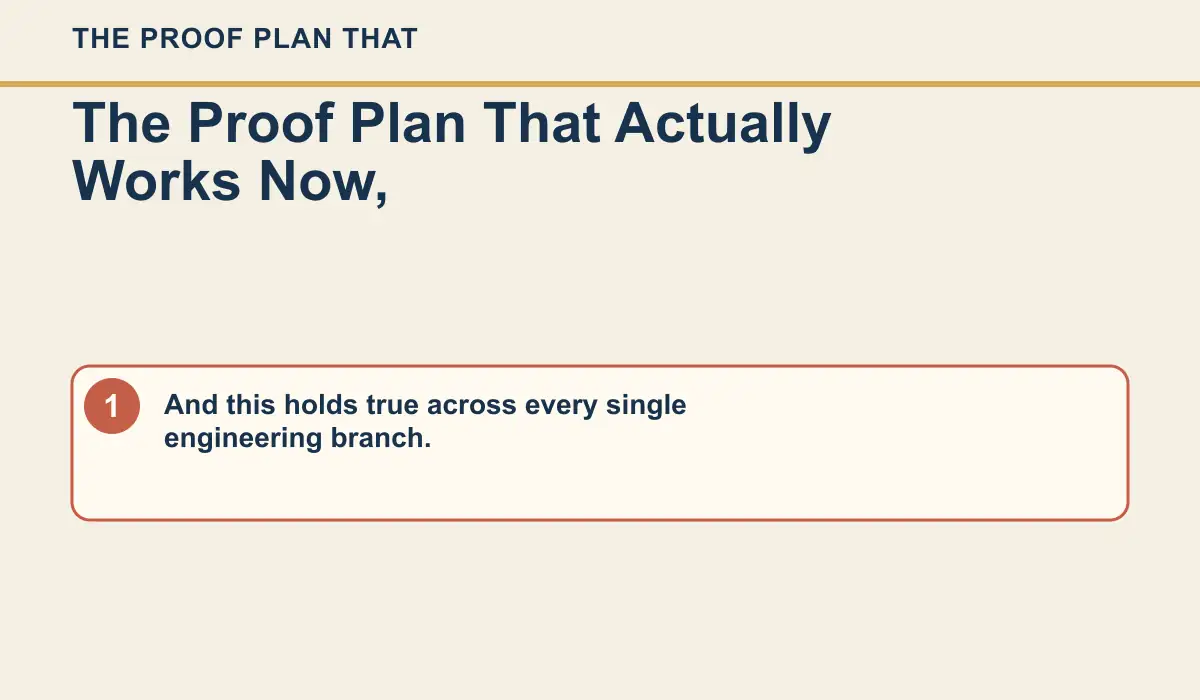 THE PROOF PLAN THAT
The Proof Plan That Actually
Works Now,
1
And this holds true across every single
engineering branch.